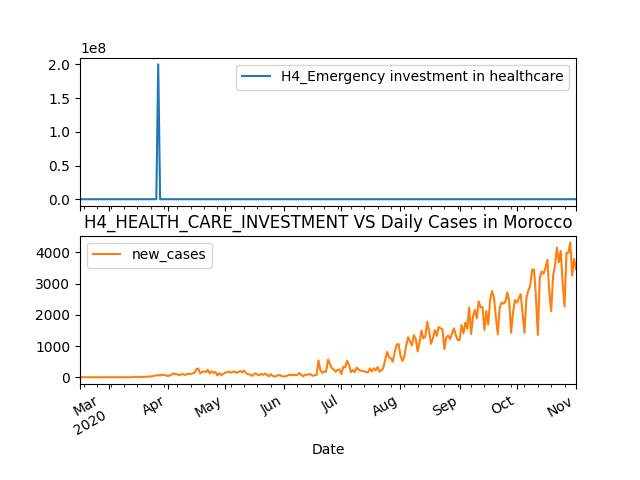 1e8
2.0
1.5
1.0
0.5
0.0
H4_Emergency investment in healthcare
H4_HEALTH_CARE_INVESTMENT VS Daily Cases in Morocco
4000
3000
2000
1000
0
new_cases
Mar
2020
Apr
May
Jun
Jul
Aug
Sep
Oct
Nov
Date